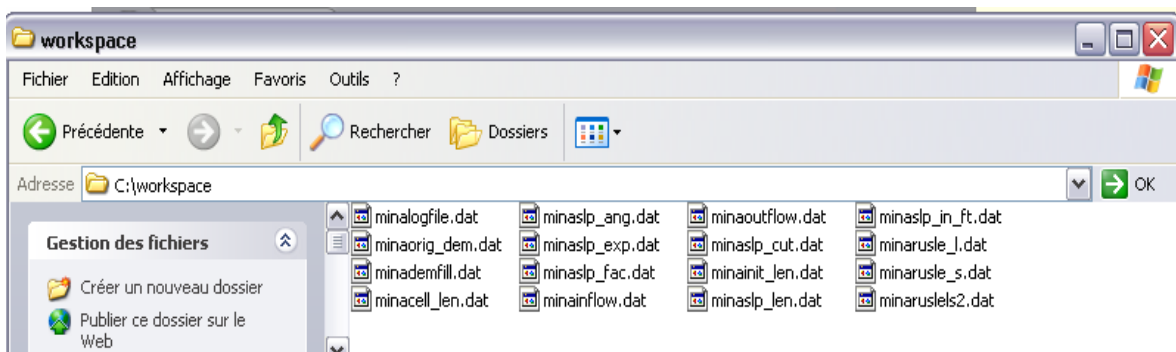 workspace
Fichier Edition Affichage Favoris Outils ?
Précédente Rechercher Dossiers
Adresse C:\workspace OK
Gestion des fichiers
Créer un nouveau dossier
Publier ce dossier sur le
Web
minalogfile.dat minaslp_ang.dat minaoutflow.dat minaslp_in_ft.dat
minaorig_dem.dat minaslp_exp.dat minaslp_cut.dat minarusle_l.dat
minademfill.dat minaslp_fac.dat minainit_len.dat minarusle_s.dat
minacell_len.dat minainflow.dat minaslp_len.dat minaruslels2.dat